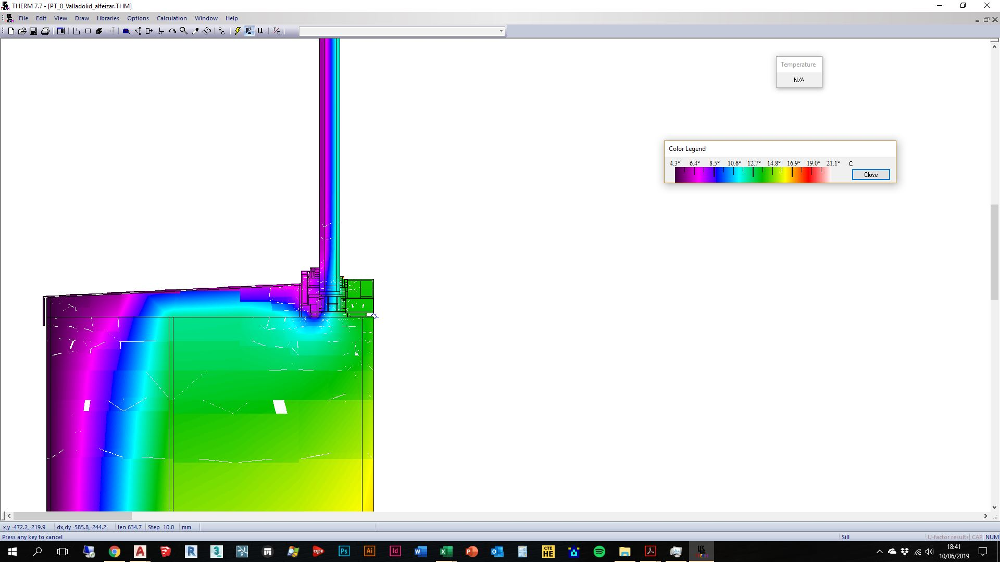 THERM 7.7 - [PT_8_Valladolid_alfeizar.THM]
File Edit View Draw Libraries Options Calculation Window Help
Temperature
N/A
Color Legend
4.3° 6.4° 8.5° 10.6° 12.7° 14.8° 16.9° 19.0° 21.1° C
Close
x,y -472.2,-219.9 dx,dy -585.8,-244.2 len 634.7 Step 10.0 mm
Press any key to cancel Sill U-factor results CAP NUM
18:41
10/06/2019